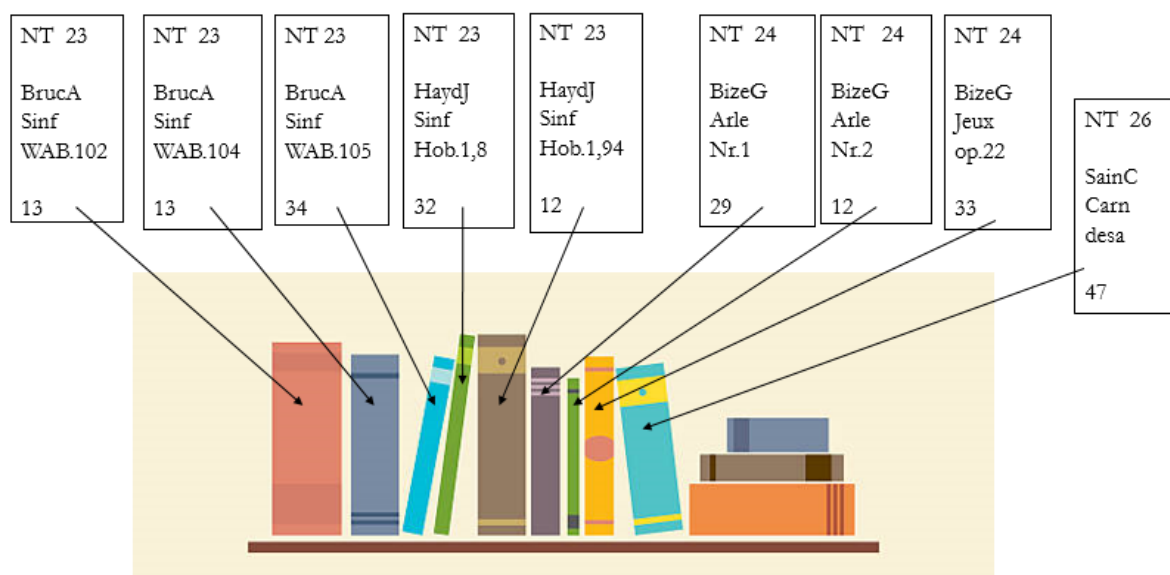 NT 23
BrucA
Sinf
WAB.102
13
NT 23
BrucA
Sinf
WAB.104
13
NT 23
BrucA
Sinf
WAB.105
34
NT 23
HaydJ
Sinf
Hob.1,8
32
NT 23
HaydJ
Sinf
Hob.1,94
12
NT 24
BizeG
Arle
Nr.1
29
NT 24
BizeG
Arle
Nr.2
12
NT 24
BizeG
Jeux
op.22
33
NT 26
SainC
Carn
desa
47